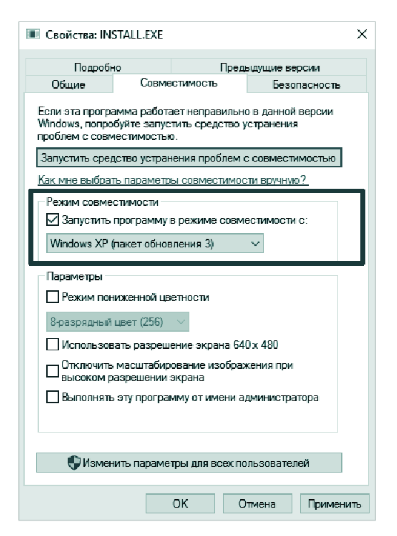 Свойства: INSTALL.EXE
Подробно
Предыдущие версии
Общие
Совместимость
Безопасность
Если эта программа работает неправильно в данной версии
Windows, попробуйте запустить средство устранения
проблем с совместимостью.
Запустить средство устранения проблем с совместимостью
Как мне выбрать параметры совместимости вручную?
Режим совместимости
Запустить программу в режиме совместимости с:
Windows XP (пакет обновления 3)
Параметры
Режим пониженной цветности
8-разрядный цвет (256)
Использовать разрешение экрана 640 x 480
Отключить масштабирование изображения при
высоком разрешении экрана
Выполнять эту программу от имени администратора
Изменить параметры для всех пользователей
OK
Отмена
Применить